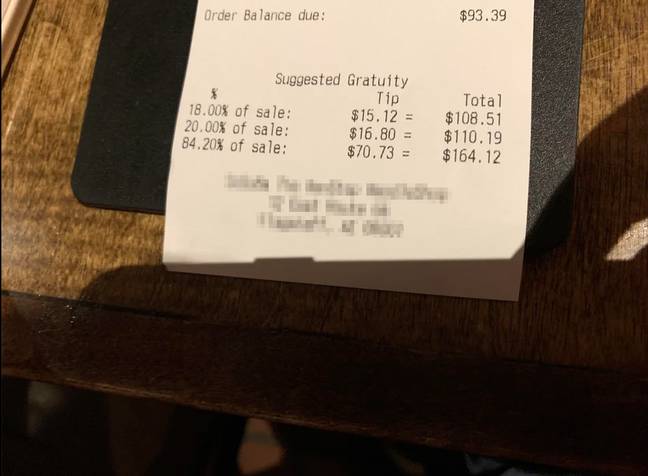 Order Balance due: $93.39
Suggested Gratuity
% Tip Total
18.00% of sale: $15.12 = $108.51
20.00% of sale: $16.80 = $110.19
84.20% of sale: $70.73 = $164.12